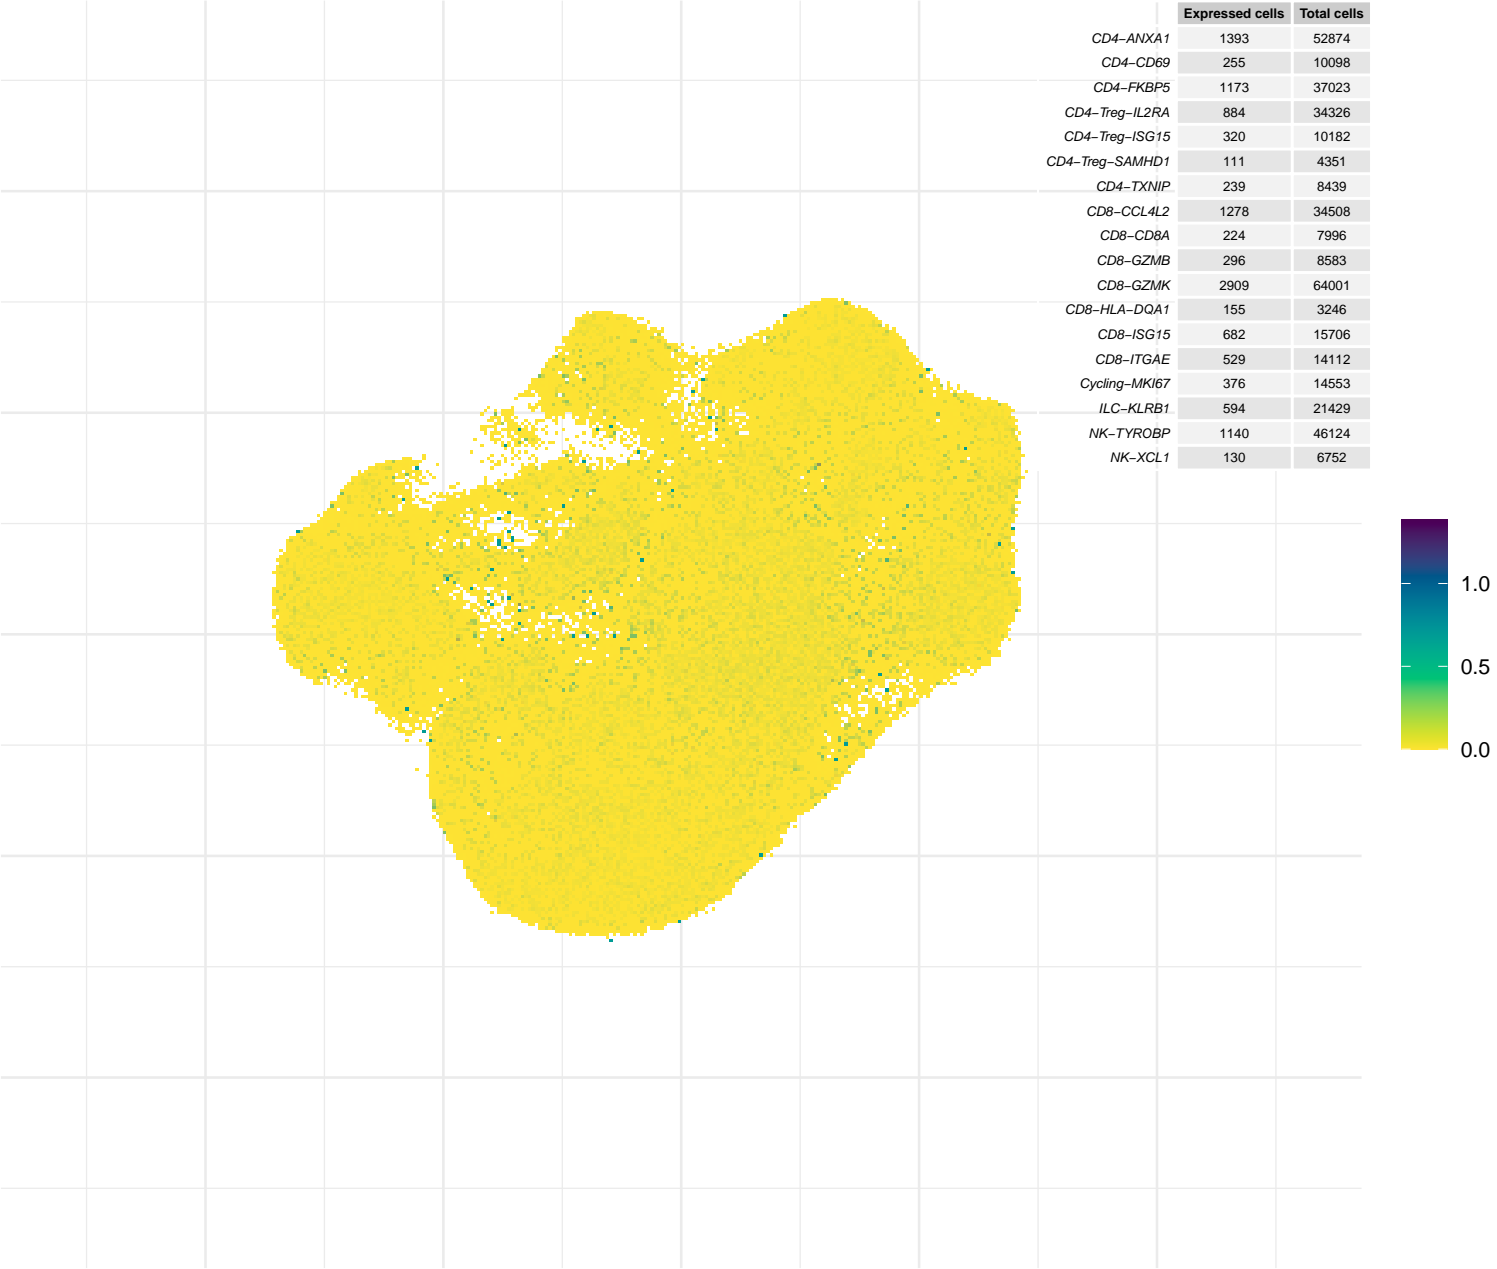 Expressed cells Total cells
CD4−ANXA1 1393 52874
CD4−CD69 255 10098
CD4−FKBP5 1173 37023
CD4−Treg−IL2RA 884 34326
CD4−Treg−ISG15 320 10182
CD4−Treg−SAMHD1 111 4351
CD4−TXNIP 239 8439
CD8−CCL4L2 1278 34508
CD8−CD8A 224 7996
CD8−GZMB 296 8583
CD8−GZMK 2909 64001
CD8−HLA−DQA1 155 3246
CD8−ISG15 682 15706
CD8−ITGAE 529 14112
Cycling−MKI67 376 14553
ILC−KLRB1 594 21429
NK−TYROBP 1140 46124
NK−XCL1 130 6752
1.0
0.5
0.0